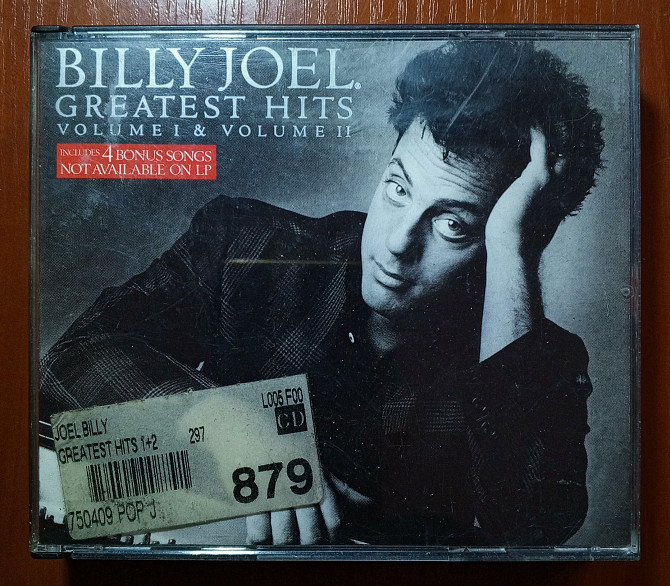 BILLY JOEL®
GREATEST HITS
VOLUME I & VOLUME II
INCLUDES 4 BONUS SONGS
NOT AVAILABLE ON LP
L005 F00
JOEL BILLY
CD
GREATEST HITS 1+2 297
879
750409 POP J